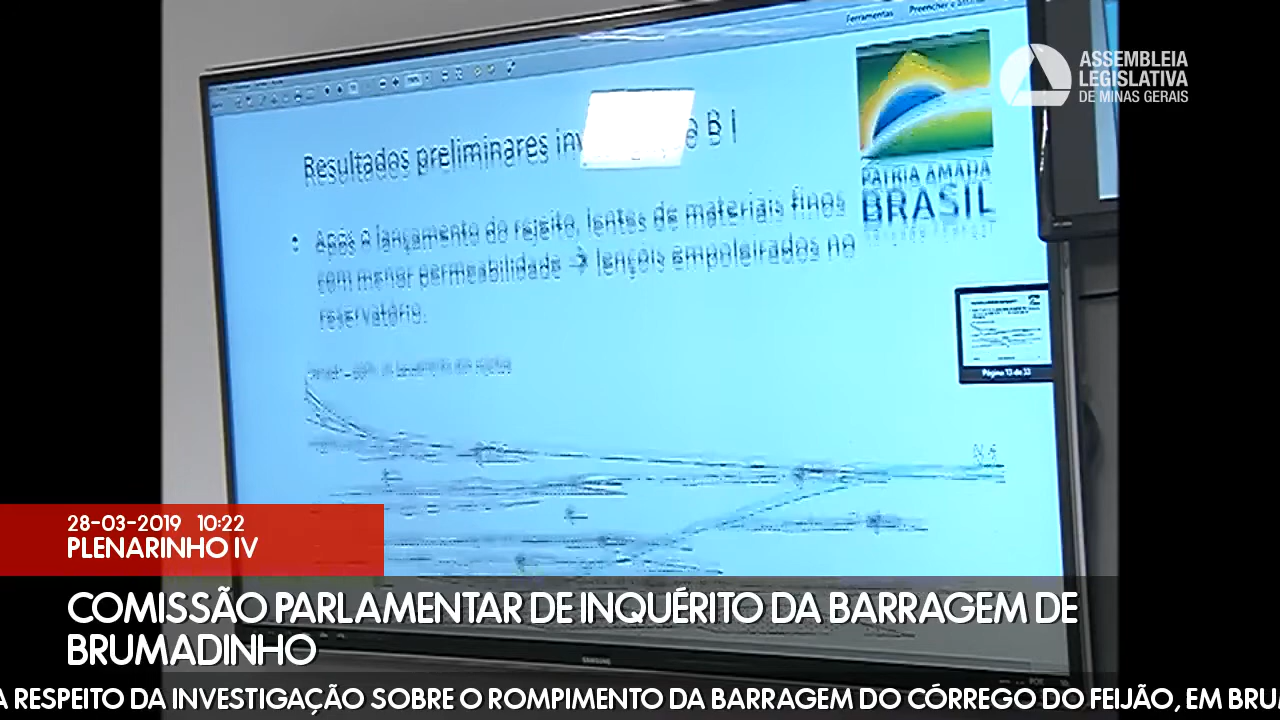 Ferramentas
ASSEMBLEIA
LEGISLATIVA
DE MINAS GERAIS
Resultados preliminares B I
PÁTRIA AMADA
BRASIL
• Após o lançamento do rejeito, lentes de materiais finos
com menor permeabilidade → lençóis empoleirados no
reservatório.
Página 13 de 33
N.A
28-03-2019 10:22
PLENARINHO IV
COMISSÃO PARLAMENTAR DE INQUÉRITO DA BARRAGEM DE
BRUMADINHO
SAMSUNG
A RESPEITO DA INVESTIGAÇÃO SOBRE O ROMPIMENTO DA BARRAGEM DO CÓRREGO DO FEIJÃO, EM BRU